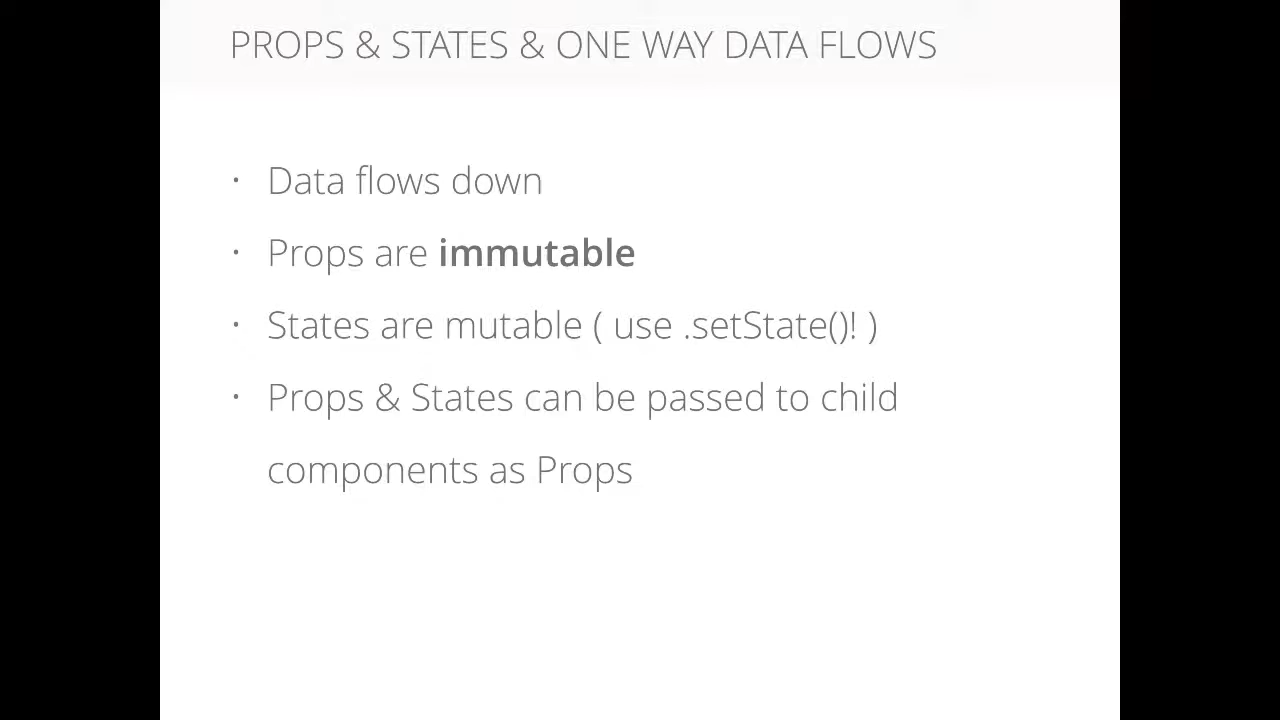 PROPS & STATES & ONE WAY DATA FLOWS
· Data flows down
· Props are immutable
· States are mutable ( use .setState()! )
· Props & States can be passed to child
components as Props